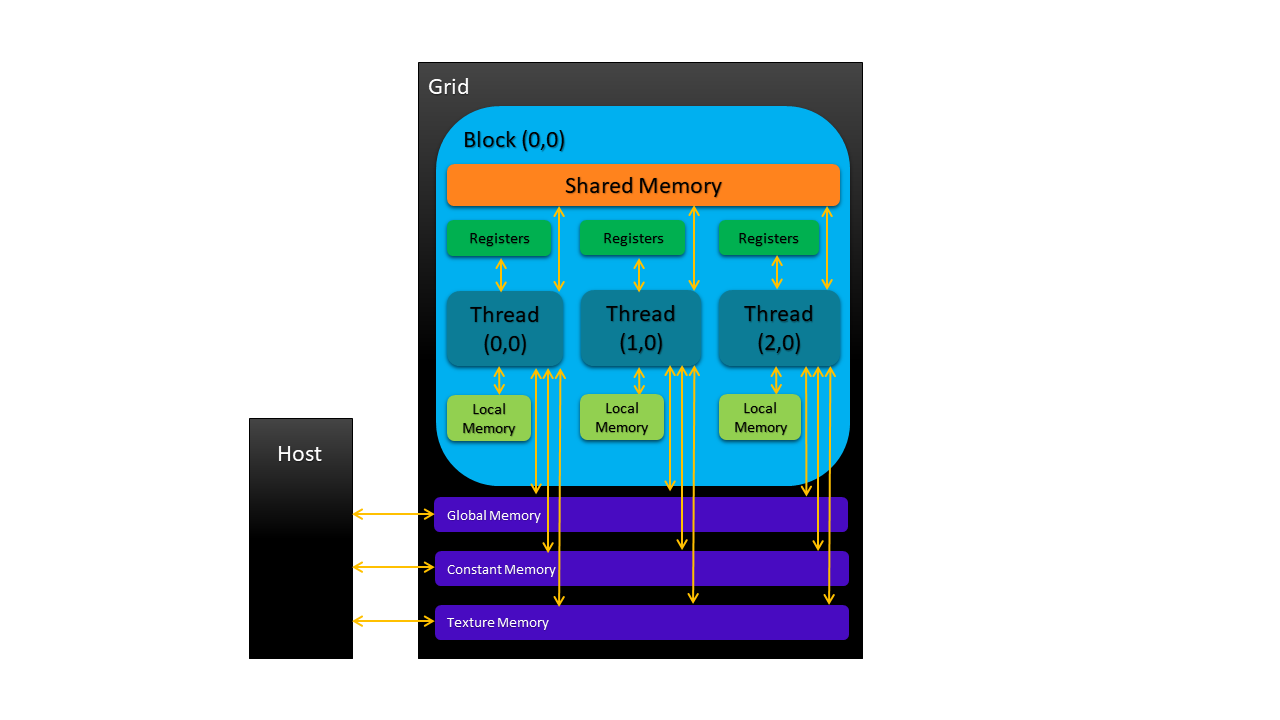 Grid
Block (0,0)
Shared Memory
Registers
Registers
Registers
Thread
(0,0)
Thread
(1,0)
Thread
(2,0)
Local
Memory
Local
Memory
Local
Memory
Host
Global Memory
Constant Memory
Texture Memory